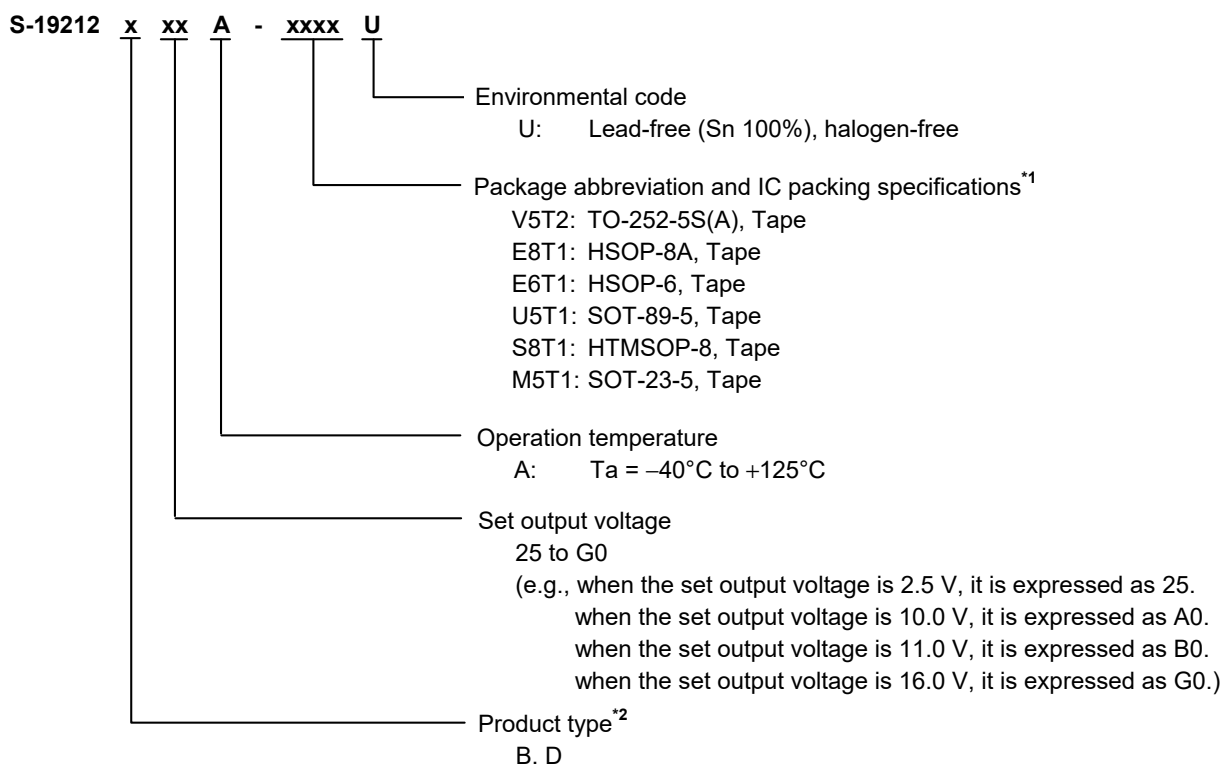 S-19212 x xx A - xxxx U
Environmental code
U: Lead-free (Sn 100%), halogen-free
Package abbreviation and IC packing specifications*1
V5T2: TO-252-5S(A), Tape
E8T1: HSOP-8A, Tape
E6T1: HSOP-6, Tape
U5T1: SOT-89-5, Tape
S8T1: HTMSOP-8, Tape
M5T1: SOT-23-5, Tape
Operation temperature
A: Ta = −40°C to +125°C
Set output voltage
25 to G0
(e.g., when the set output voltage is 2.5 V, it is expressed as 25.
when the set output voltage is 10.0 V, it is expressed as A0.
when the set output voltage is 11.0 V, it is expressed as B0.
when the set output voltage is 16.0 V, it is expressed as G0.)
Product type*2
B, D